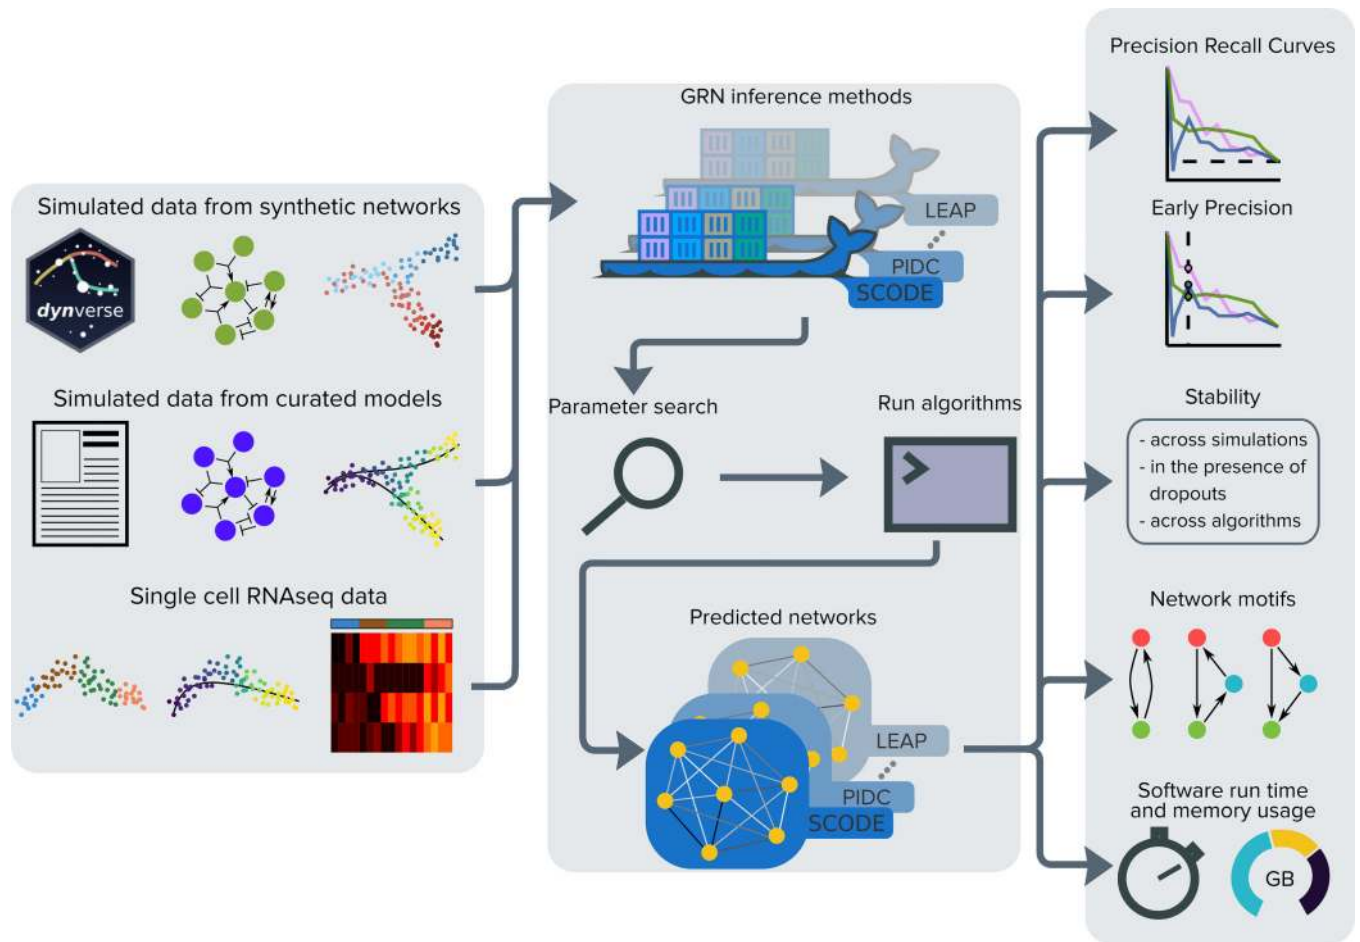 Simulated data from synthetic networks
dynverse
Simulated data from curated models
Single cell RNAseq data
GRN inference methods
LEAP
PIDC
SCODE
Parameter search
Run algorithms
Predicted networks
LEAP
PIDC
SCODE
Precision Recall Curves
Early Precision
Stability
- across simulations
- in the presence of
dropouts
- across algorithms
Network motifs
Software run time
and memory usage
GB